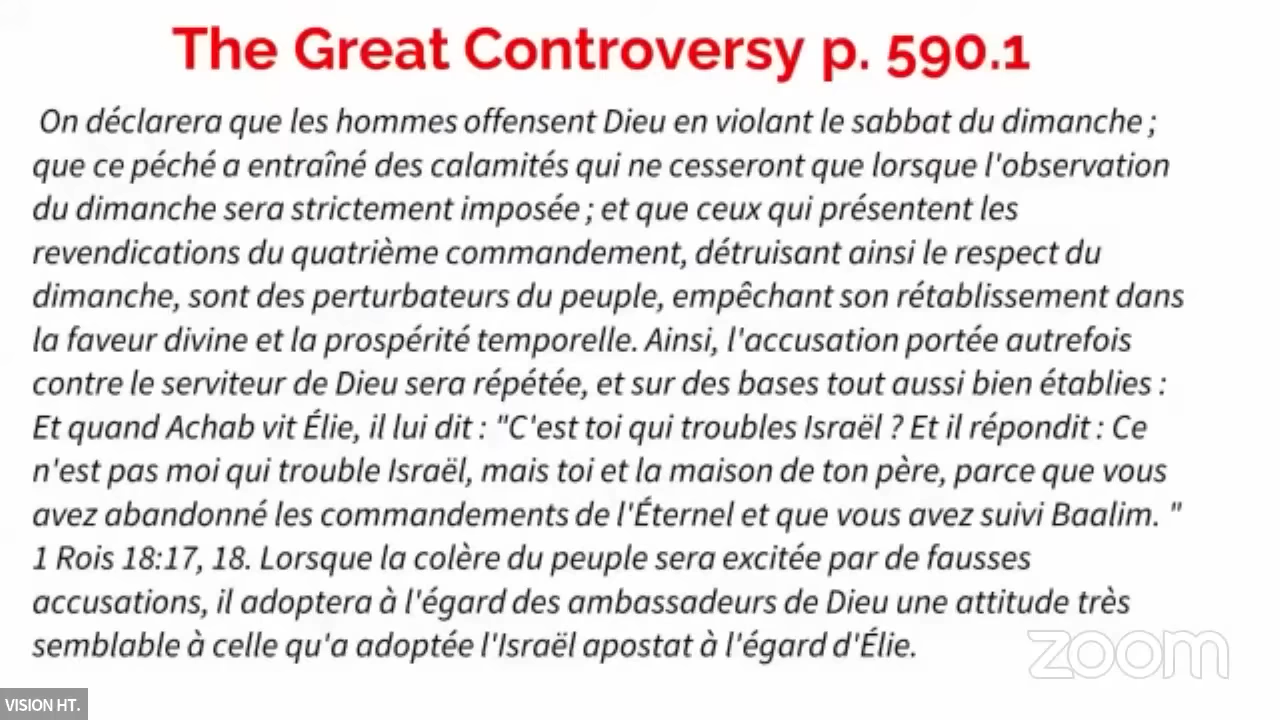 The Great Controversy p. 590.1
On déclarera que les hommes offensent Dieu en violant le sabbat du dimanche ;
que ce péché a entraîné des calamités qui ne cesseront que lorsque l'observation
du dimanche sera strictement imposée ; et que ceux qui présentent les
revendications du quatrième commandement, détruisant ainsi le respect du
dimanche, sont des perturbateurs du peuple, empêchant son rétablissement dans
la faveur divine et la prospérité temporelle. Ainsi, l'accusation portée autrefois
contre le serviteur de Dieu sera répétée, et sur des bases tout aussi bien établies :
Et quand Achab vit Élie, il lui dit : "C'est toi qui troubles Israël ? Et il répondit : Ce
n'est pas moi qui trouble Israël, mais toi et la maison de ton père, parce que vous
avez abandonné les commandements de l'Éternel et que vous avez suivi Baalim. "
1 Rois 18:17, 18. Lorsque la colère du peuple sera excitée par de fausses
accusations, il adoptera à l'égard des ambassadeurs de Dieu une attitude très
semblable à celle qu'a adoptée l'Israël apostat à l'égard d'Élie.
zoom
VISION HT.